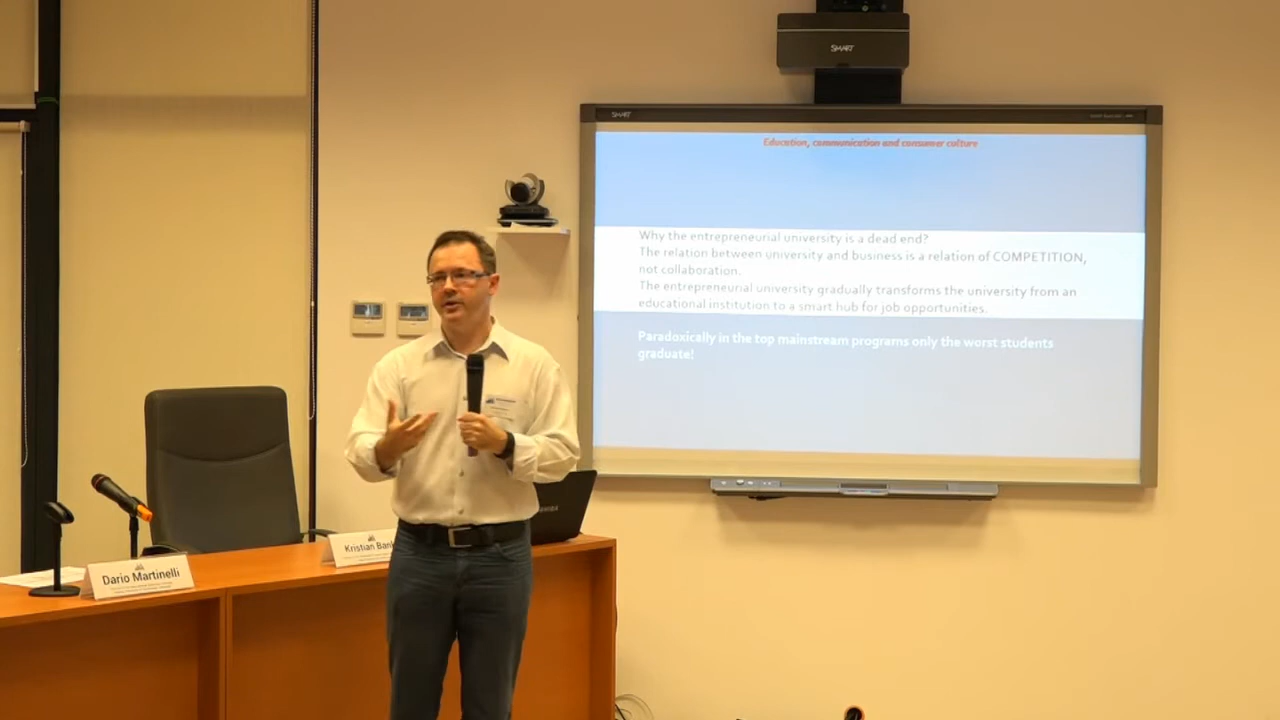 SMART
SMART
Education, communication and consumer culture
Why the entrepreneurial university is a dead end?
The relation between university and business is a relation of COMPETITION,
not collaboration.
The entrepreneurial university gradually transforms the university from an
educational institution to a smart hub for job opportunities.
Paradoxically in the top mainstream programs only the worst students
graduate!
Kristian Bank
Dario Martinelli